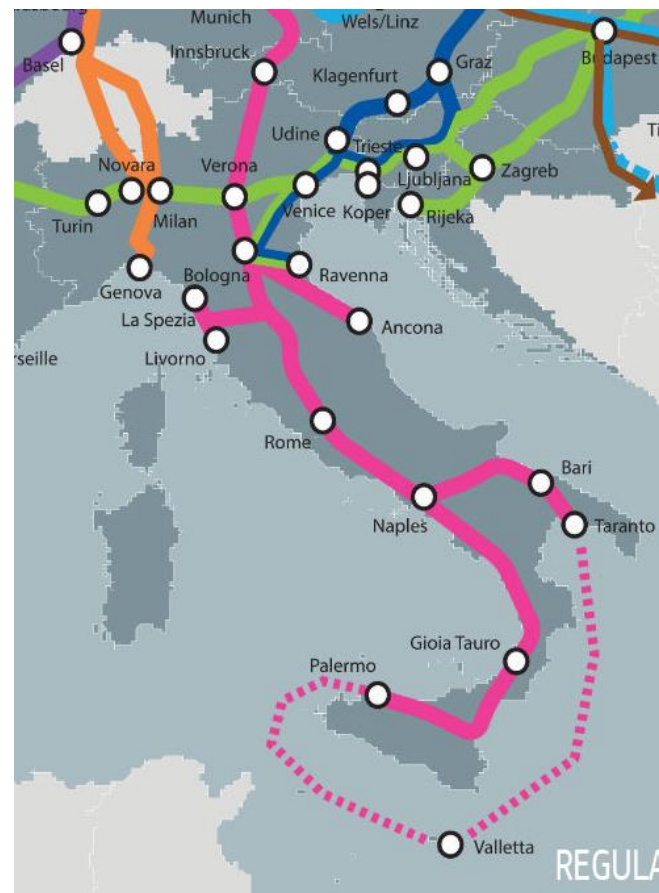 Munich
Wels/Linz
Basel
Innsbruck
Budapest
Klagenfurt
Graz
Udine
Trieste
Novara
Verona
Ljubljana
Zagreb
Turin
Milan
Venice
Koper
Rijeka
Bologna
Ravenna
Genova
La Spezia
Ancona
Livorno
rseille
Rome
Bari
Naples
Taranto
Gioia Tauro
Palermo
Valletta
REGULA